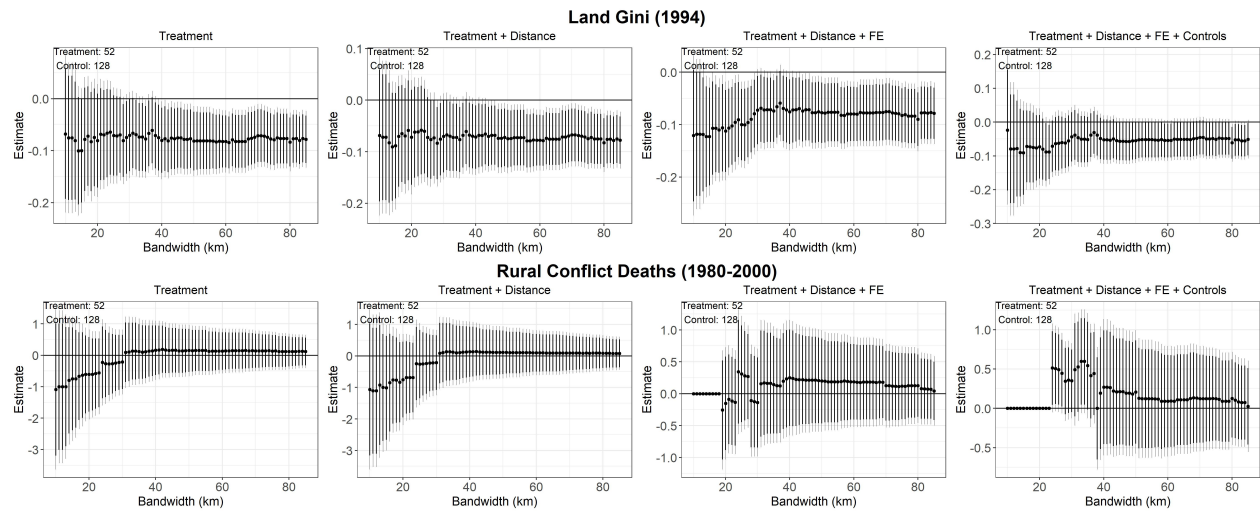 Land Gini (1994)
Treatment
Treatment: 52
Control: 128
0.0
-0.1
-0.2
Estimate
20 40 60 80
Bandwidth (km)
Treatment + Distance
Treatment: 52
Control: 128
0.1
0.0
-0.1
-0.2
Estimate
20 40 60 80
Bandwidth (km)
Treatment + Distance + FE
Treatment: 52
Control: 128
0.0
-0.1
-0.2
Estimate
20 40 60 80
Bandwidth (km)
Treatment + Distance + FE + Controls
Treatment: 52
Control: 128
0.2
0.1
0.0
-0.1
-0.2
-0.3
Estimate
20 40 60 80
Bandwidth (km)
Rural Conflict Deaths (1980-2000)
Treatment
Treatment: 52
Control: 128
1
0
-1
-2
-3
Estimate
20 40 60 80
Bandwidth (km)
Treatment + Distance
Treatment: 52
Control: 128
1
0
-1
-2
-3
Estimate
20 40 60 80
Bandwidth (km)
Treatment + Distance + FE
Treatment: 52
Control: 128
1.0
0.5
0.0
-0.5
-1.0
Estimate
20 40 60 80
Bandwidth (km)
Treatment + Distance + FE + Controls
Treatment: 52
Control: 128
1.0
0.5
0.0
-0.5
Estimate
20 40 60 80
Bandwidth (km)